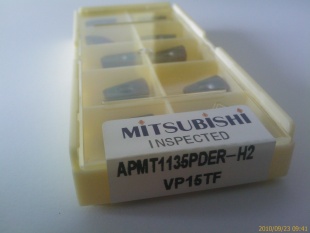 MITSUBISHI
INSPECTED
APMT1135PDER-H2
VP15TF
2010/09/23 09:41